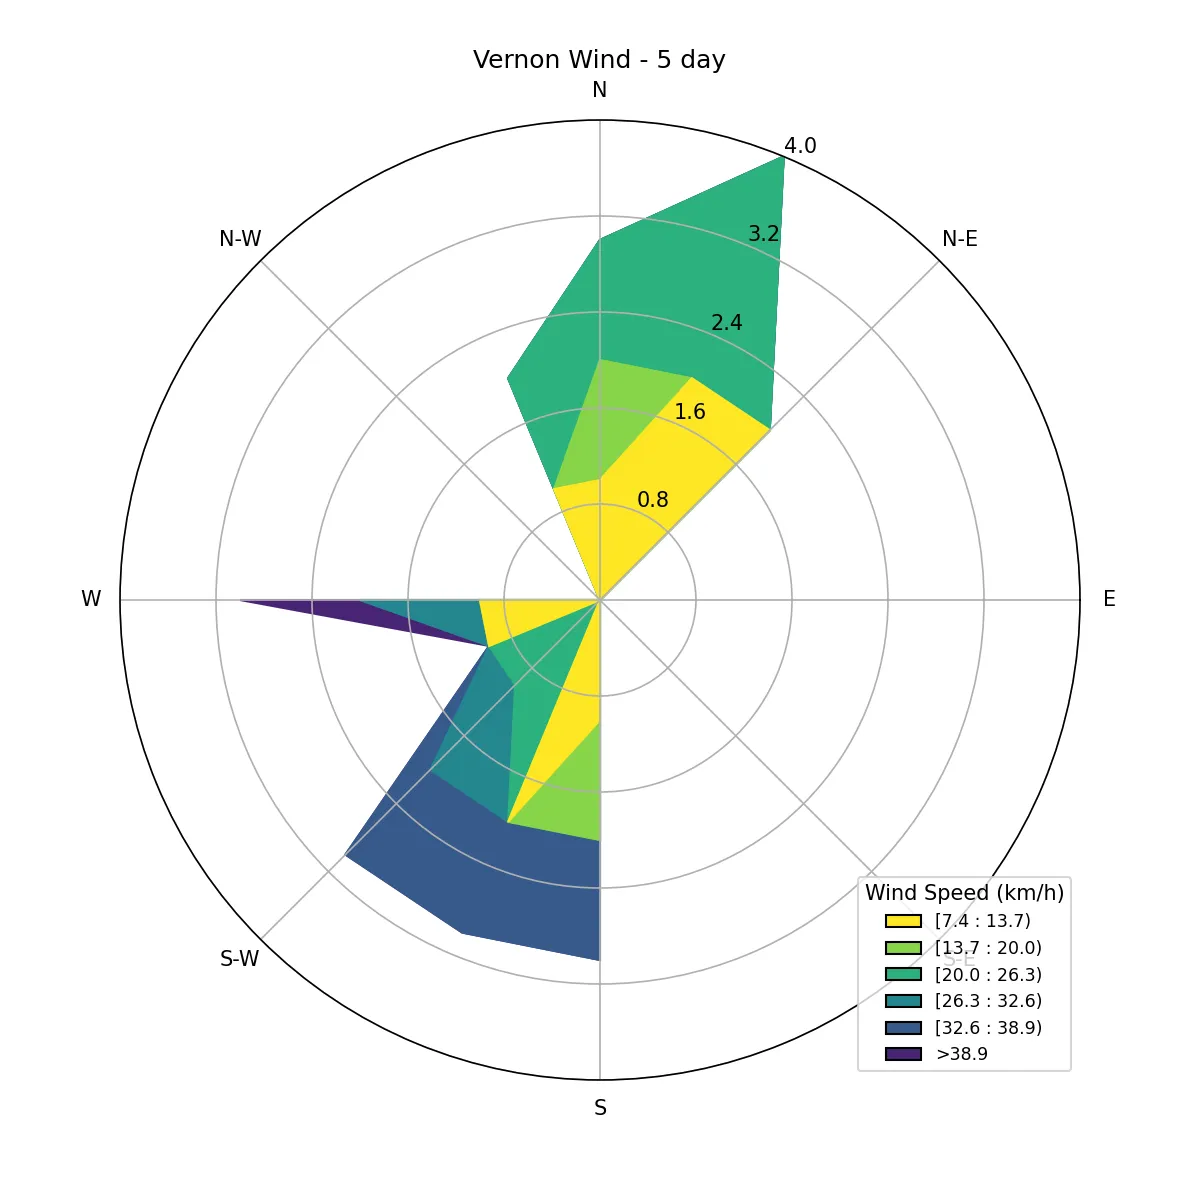 Vernon Wind - 5 day
N
4.0
N-W
3.2
N-E
2.4
1.6
0.8
W
E
S-W
S-E
S
Wind Speed (km/h)
[7.4 : 13.7)
[13.7 : 20.0)
[20.0 : 26.3)
[26.3 : 32.6)
[32.6 : 38.9)
>38.9